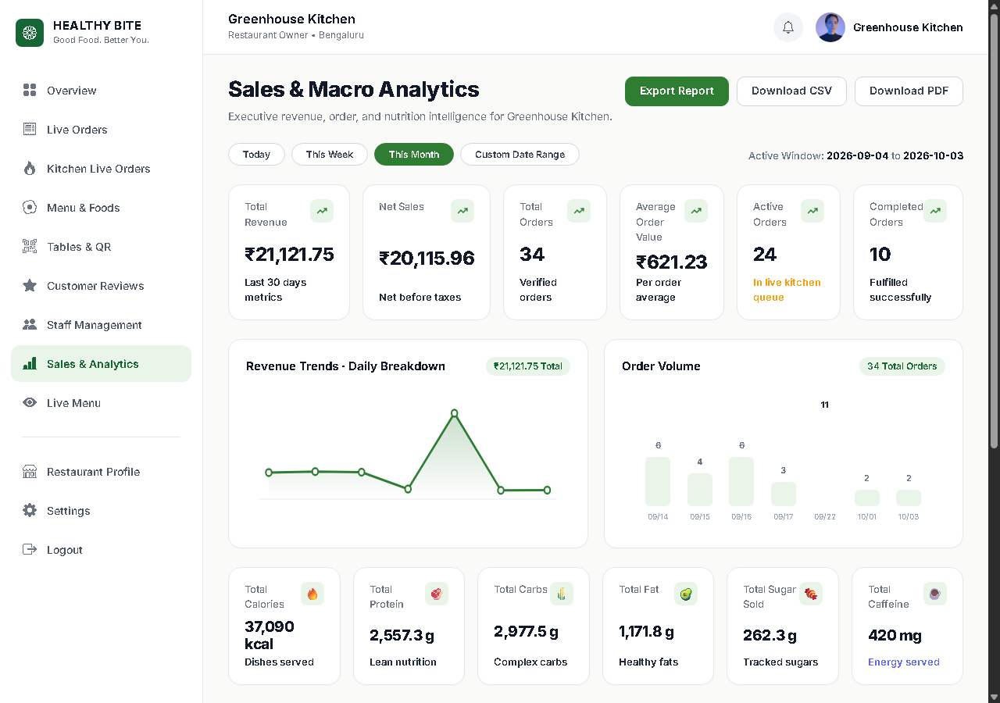 HEALTHY BITE
Good Food. Better You.
Overview
Live Orders
Kitchen Live Orders
Menu & Foods
Tables & QR
Customer Reviews
Staff Management
Sales & Analytics
Live Menu
Restaurant Profile
Settings
Logout
Greenhouse Kitchen
Restaurant Owner • Bengaluru
Greenhouse Kitchen
Sales & Macro Analytics
Executive revenue, order, and nutrition intelligence for Greenhouse Kitchen.
Export Report
Download CSV
Download PDF
Today
This Week
This Month
Custom Date Range
Active Window: 2026-09-04 to 2026-10-03
Total
Revenue
₹21,121.75
Last 30 days
metrics
Net Sales
₹20,115.96
Net before taxes
Total
Orders
34
Verified
orders
Average
Order
Value
₹621.23
Per order
average
Active
Orders
24
In live kitchen
queue
Completed
Orders
10
Fulfilled
successfully
Revenue Trends · Daily Breakdown
₹21,121.75 Total
Order Volume
34 Total Orders
6
4
6
3
11
2
2
09/14
09/15
09/16
09/17
09/22
10/01
10/03
Total
Calories
37,090
kcal
Dishes served
Total
Protein
2,557.3 g
Lean nutrition
Total Carbs
2,977.5 g
Complex carbs
Total Fat
1,171.8 g
Healthy fats
Total Sugar
Sold
262.3 g
Tracked sugars
Total
Caffeine
420 mg
Energy served